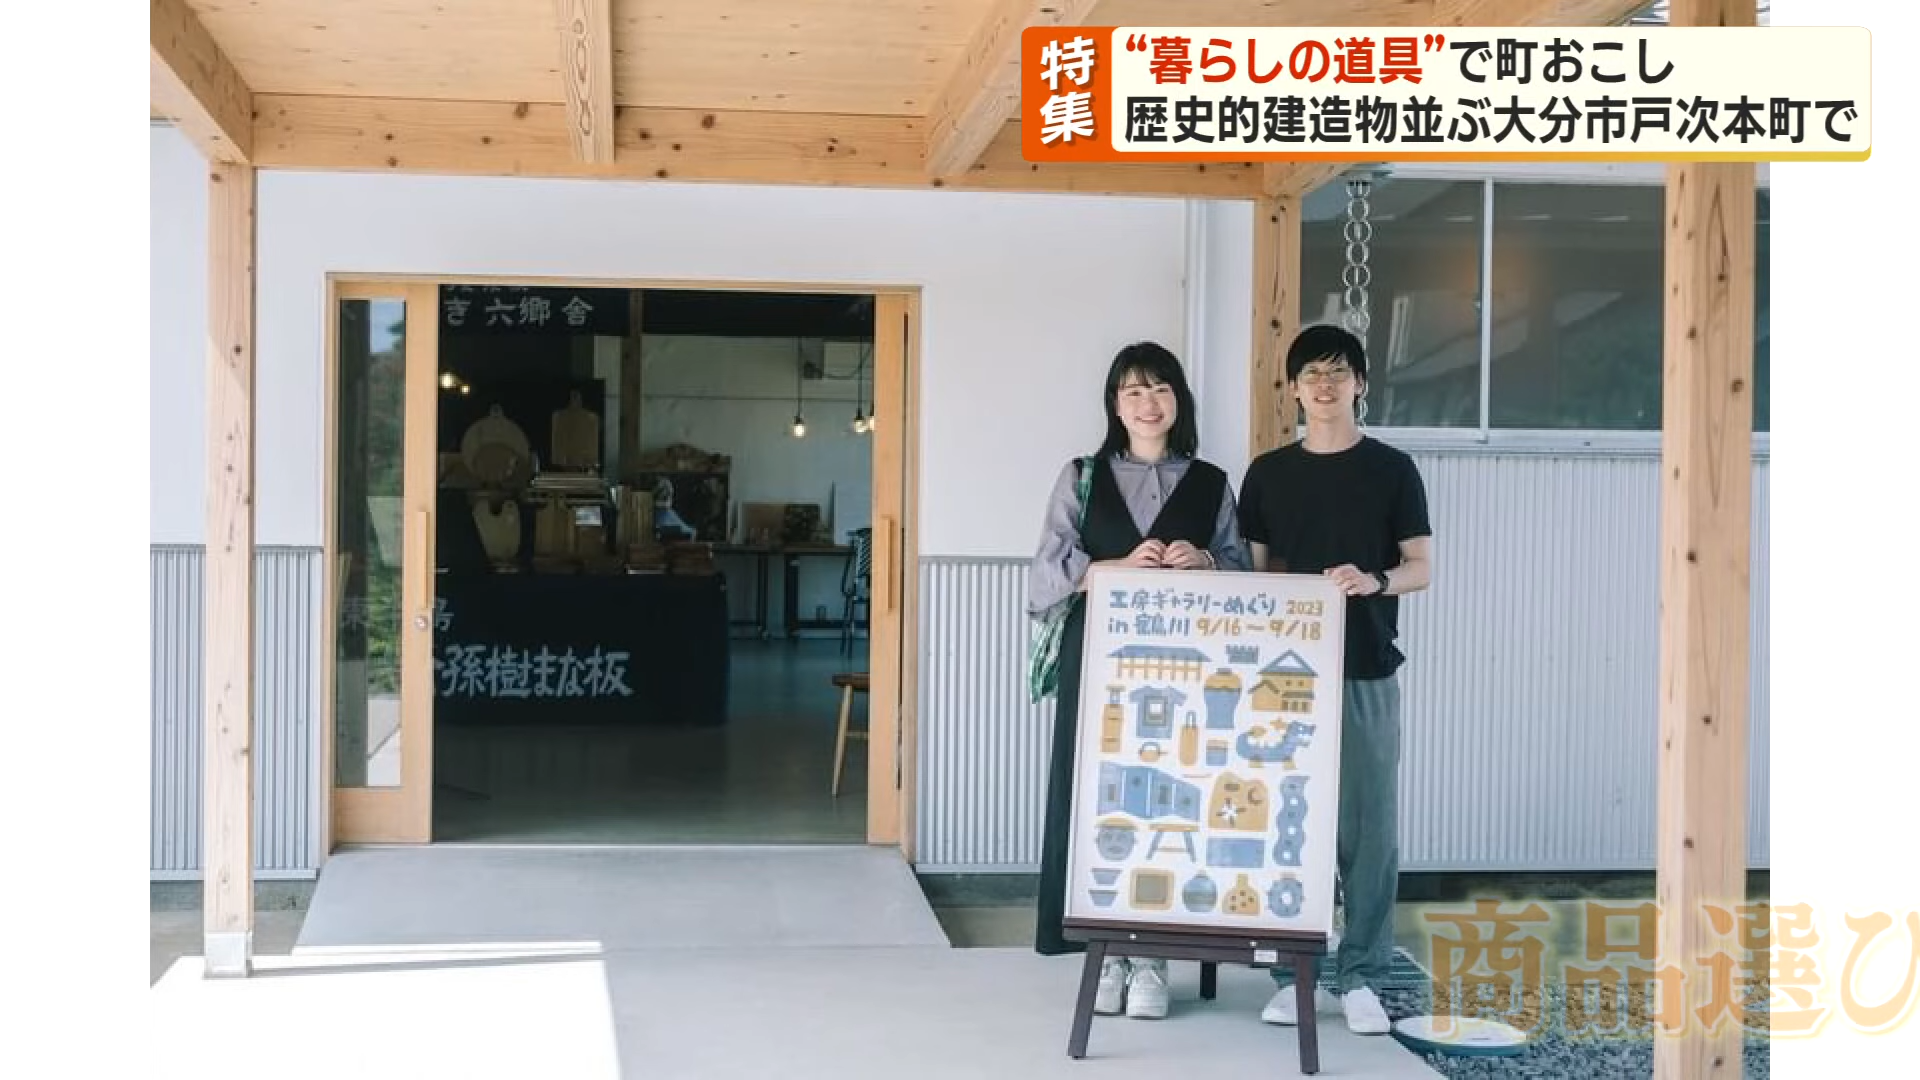 特集
“暮らしの道具”で町おこし
歴史的建造物並ぶ大分市戸次本町で
き六郷舎
孫樹まな板
工房ギャラリーめぐり 2023
in 鶴川 9/16～9/18
商品選び